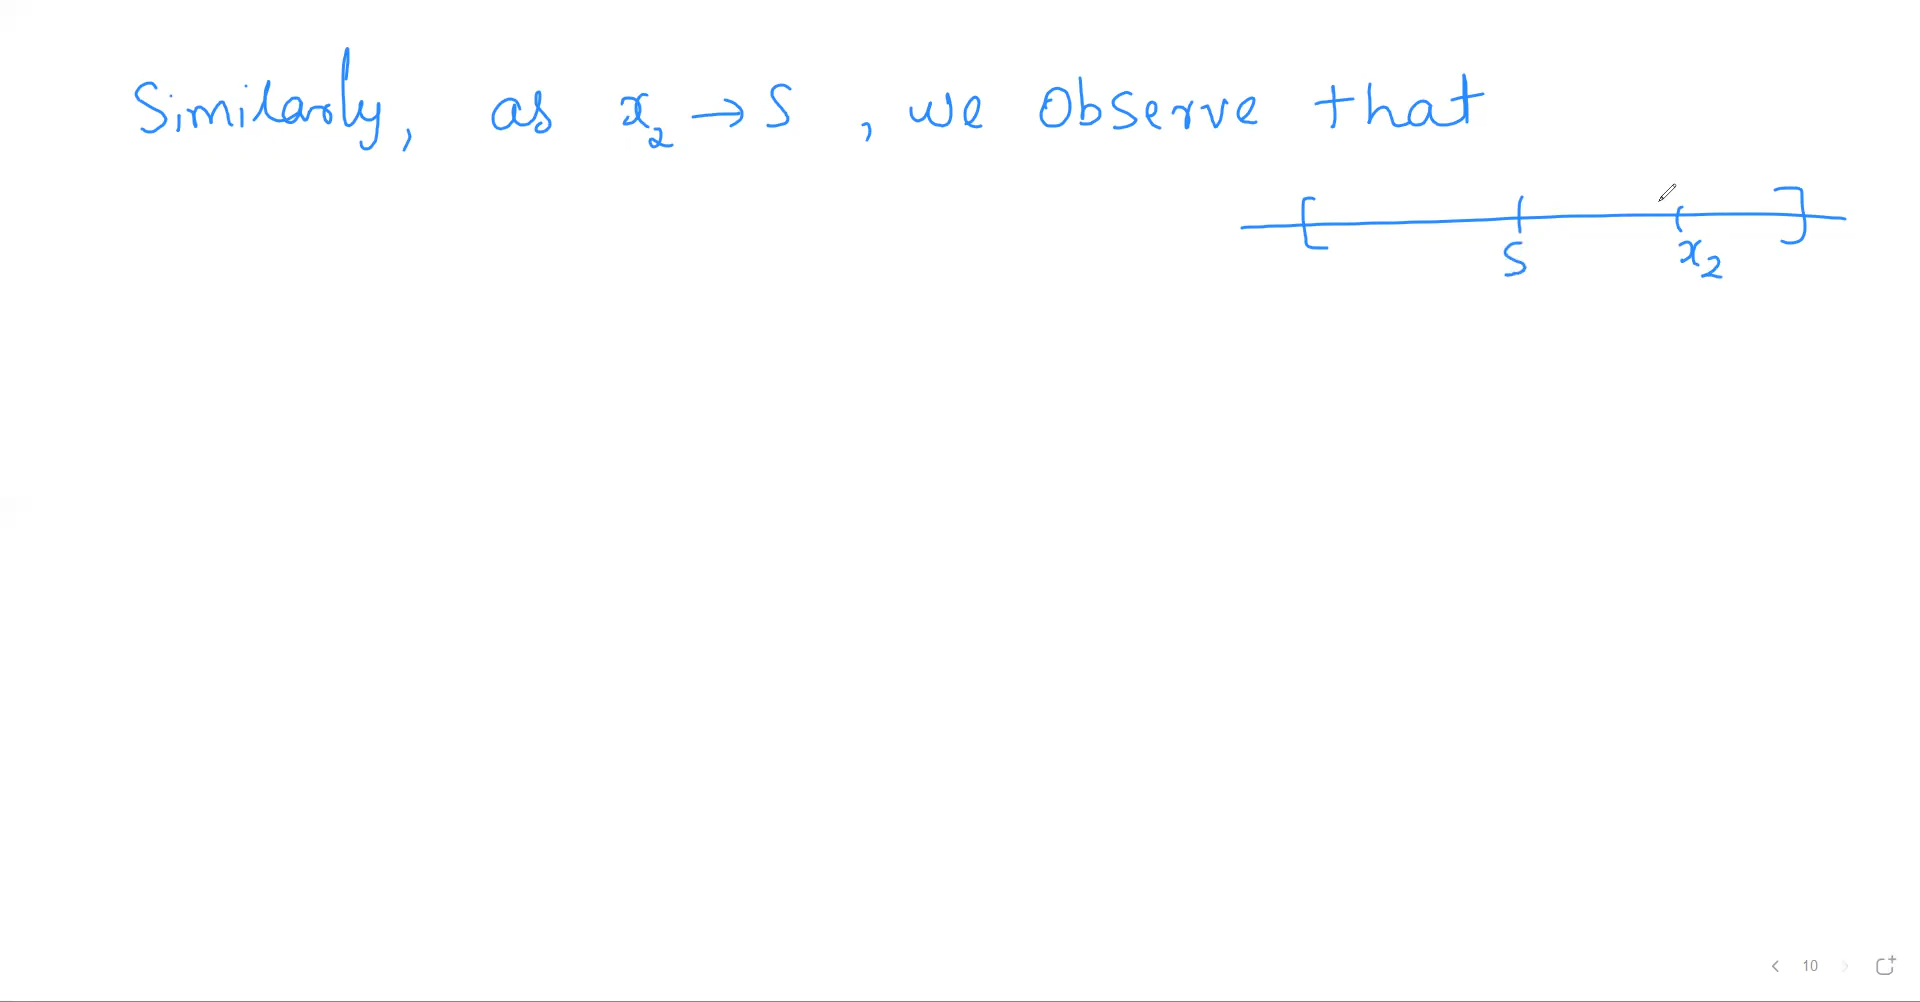 Similarly, as x₂ → S, we observe that
[ S x₂ ]
10